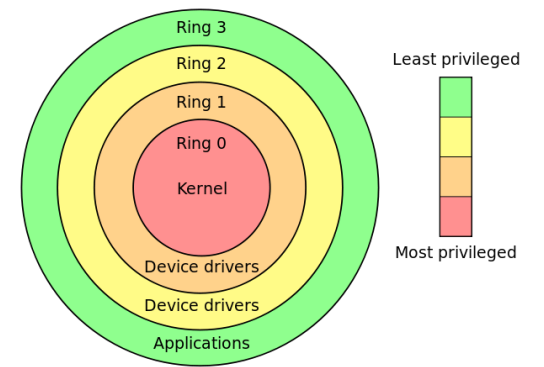 Ring 3
Ring 2
Ring 1
Ring 0
Kernel
Device drivers
Device drivers
Applications
Least privileged
Most privileged